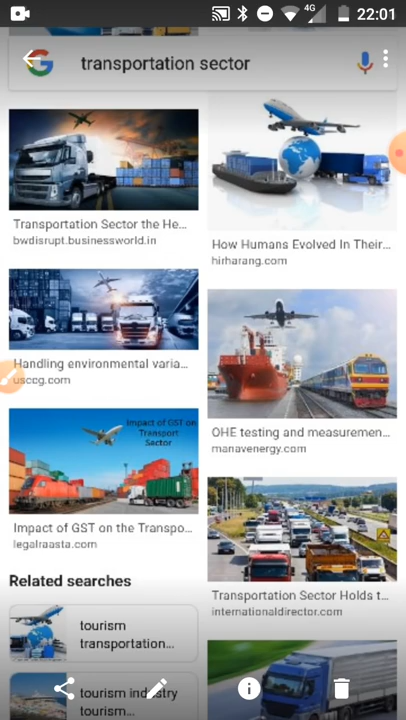 4G
22:01
transportation sector
Transportation Sector the He...
bwdisrupt.businessworld.in
How Humans Evolved In Their...
hirharang.com
Handling environmental varia...
usccg.com
OHE testing and measuremen...
manavenergy.com
impact of GST on
Transport
Sector
Impact of GST on the Transpo...
legalraasta.com
Transportation Sector Holds t...
internationaldirector.com
Related searches
tourism
transportation...
tourism industry
tourism...